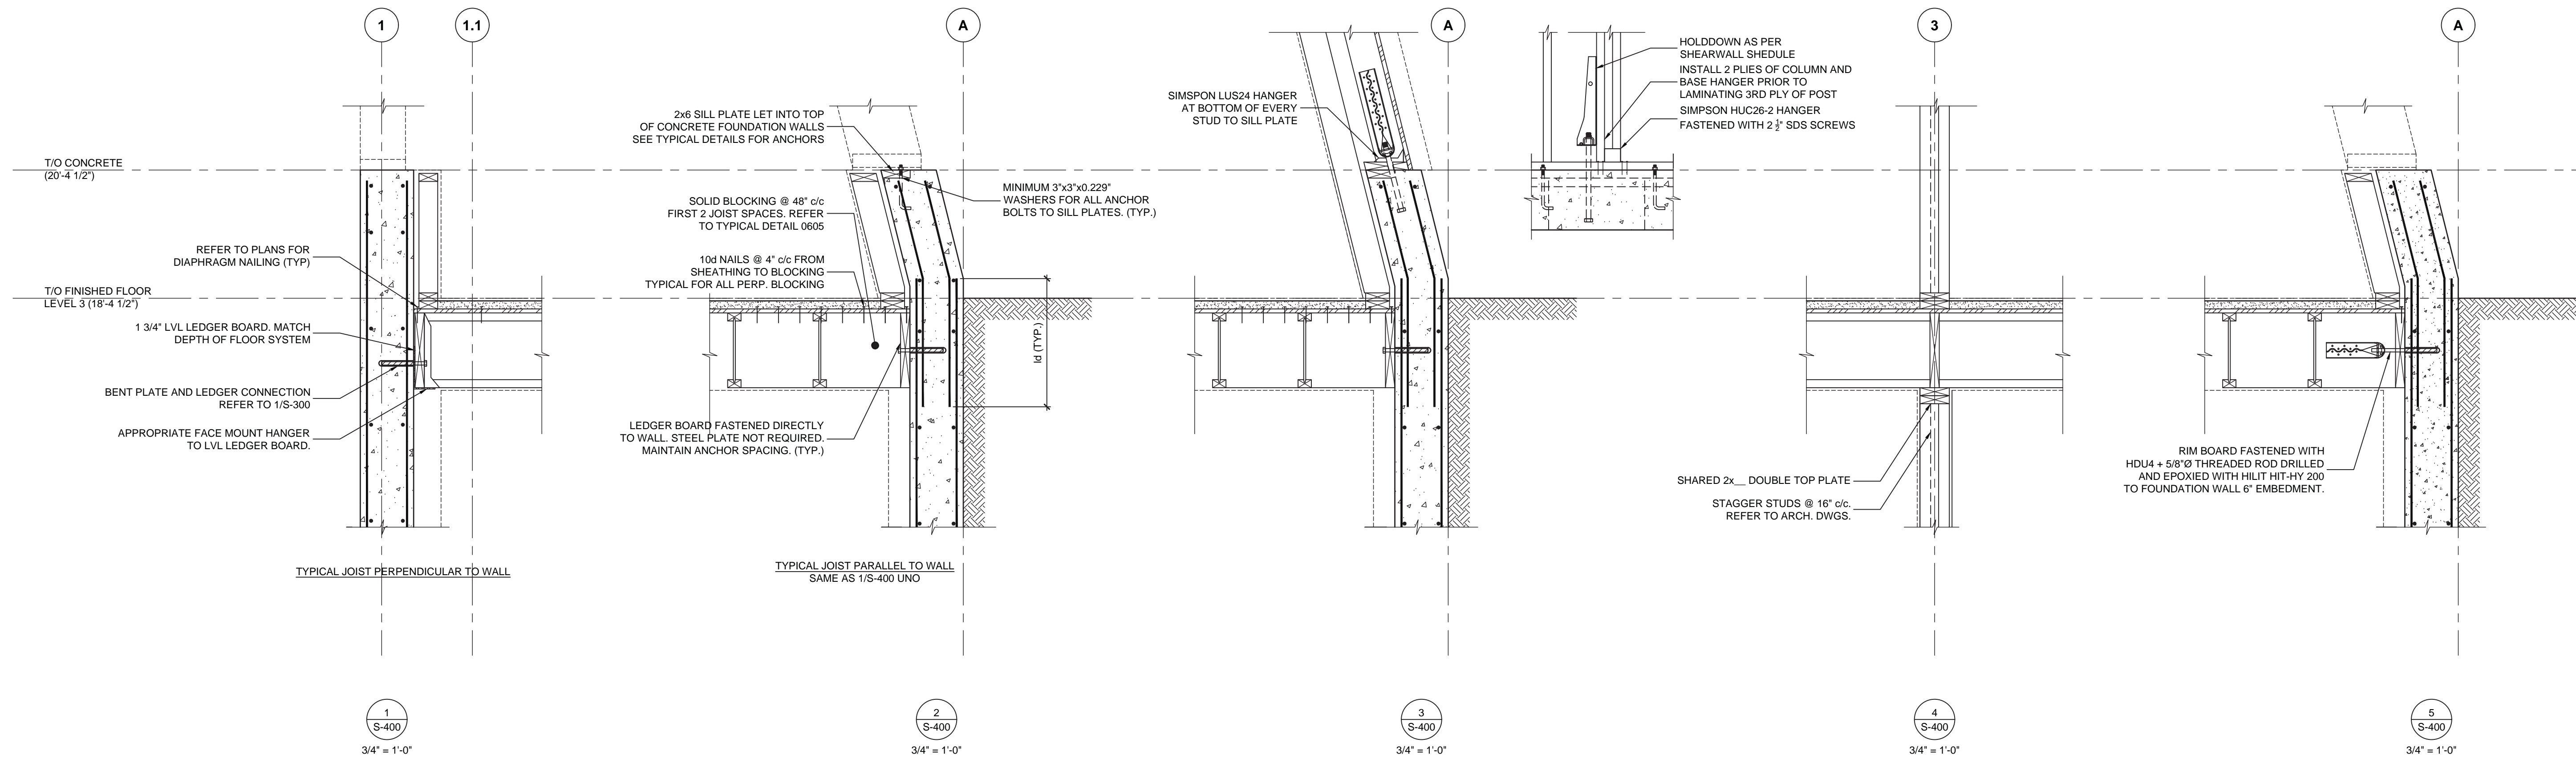 1
1.1
A
A
3
A
T/O CONCRETE
(20'-4 1/2")
T/O FINISHED FLOOR
LEVEL 3 (18'-4 1/2")
REFER TO PLANS FOR
DIAPHRAGM NAILING (TYP)
1 3/4" LVL LEDGER BOARD. MATCH
DEPTH OF FLOOR SYSTEM
BENT PLATE AND LEDGER CONNECTION
REFER TO 1/S-300
APPROPRIATE FACE MOUNT HANGER
TO LVL LEDGER BOARD.
TYPICAL JOIST PERPENDICULAR TO WALL
1
S-400
3/4" = 1'-0"
2x6 SILL PLATE LET INTO TOP
OF CONCRETE FOUNDATION WALLS
SEE TYPICAL DETAILS FOR ANCHORS
SOLID BLOCKING @ 48" c/c
FIRST 2 JOIST SPACES. REFER
TO TYPICAL DETAIL 0605
10d NAILS @ 4" c/c FROM
SHEATHING TO BLOCKING
TYPICAL FOR ALL PERP. BLOCKING
LEDGER BOARD FASTENED DIRECTLY
TO WALL. STEEL PLATE NOT REQUIRED.
MAINTAIN ANCHOR SPACING. (TYP.)
MINIMUM 3"x3"x0.229"
WASHERS FOR ALL ANCHOR
BOLTS TO SILL PLATES. (TYP.)
ld (TYP.)
TYPICAL JOIST PARALLEL TO WALL
SAME AS 1/S-400 UNO
2
S-400
3/4" = 1'-0"
SIMSPON LUS24 HANGER
AT BOTTOM OF EVERY
STUD TO SILL PLATE
HOLDDOWN AS PER
SHEARWALL SHEDULE
INSTALL 2 PLIES OF COLUMN AND
BASE HANGER PRIOR TO
LAMINATING 3RD PLY OF POST
SIMPSON HUC26-2 HANGER
FASTENED WITH 2 1/2" SDS SCREWS
3
S-400
3/4" = 1'-0"
SHARED 2x__ DOUBLE TOP PLATE
STAGGER STUDS @ 16" c/c.
REFER TO ARCH. DWGS.
4
S-400
3/4" = 1'-0"
RIM BOARD FASTENED WITH
HDU4 + 5/8"Ø THREADED ROD DRILLED
AND EPOXIED WITH HILIT HIT-HY 200
TO FOUNDATION WALL 6" EMBEDMENT.
5
S-400
3/4" = 1'-0"